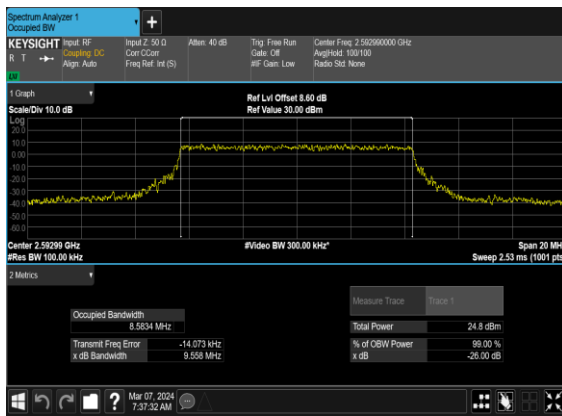 Spectrum Analyzer 1
Occupied BW
KEYSIGHT Input: RF Input Z: 50 Ω Atten: 40 dB Trig: Free Run Center Freq: 2.592990000 GHz
R T Coupling: DC Corr CCorr Gate: Off Avg|Hold: 100/100
Align: Auto Freq Ref: Int (S) #IF Gain: Low Radio Std: None
LXI
1 Graph
Ref Lvl Offset 8.60 dB
Scale/Div 10.0 dB Ref Value 30.00 dBm
Log
20.0
10.0
0.00
-10.0
-20.0
-30.0
-40.0
-50.0
-60.0
Center 2.59299 GHz #Video BW 300.00 kHz* Span 20 MH
#Res BW 100.00 kHz Sweep 2.53 ms (1001 pts
2 Metrics
Measure Trace Trace 1
Occupied Bandwidth
8.5834 MHz Total Power 24.8 dBm
Transmit Freq Error -14.073 kHz % of OBW Power 99.00 %
x dB Bandwidth 9.558 MHz x dB -26.00 dB
? Mar 07, 2024
7:37:32 AM